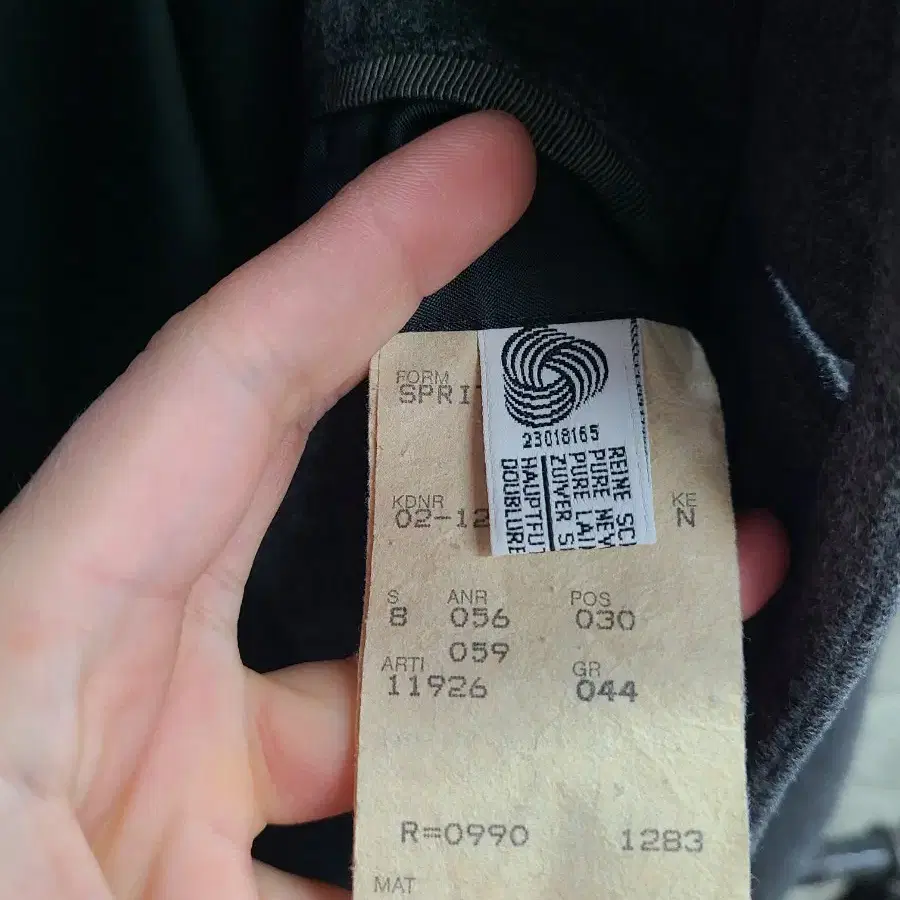 FORM
SPRI
23018165
REINE SC
PURE NEW
PURE LAI
ZUIVER S
HAUPTFUT
DOUBLURE
KDNR
02-12
KE
N
S ANR POS
8 056 030
059
ARTI GR
11926 044
R=0990 1283
MAT